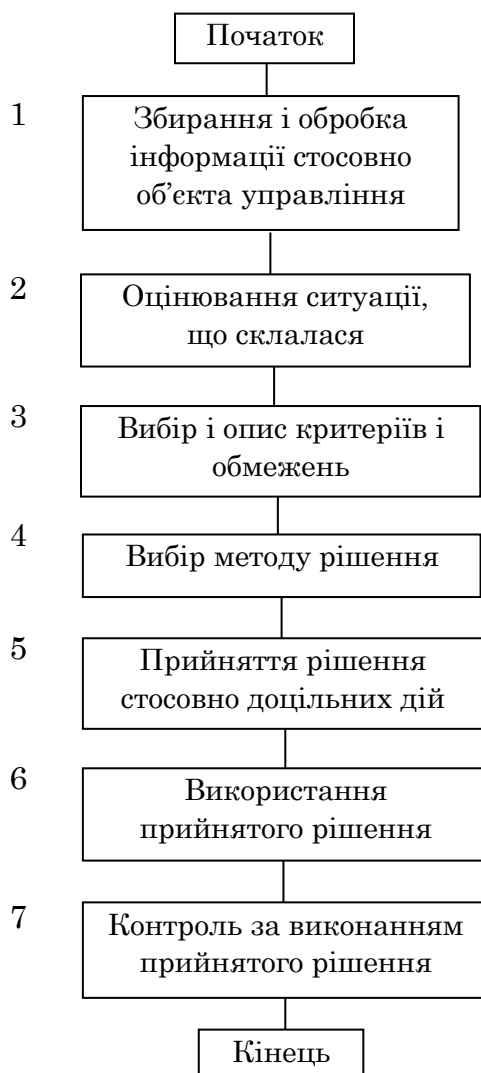 Початок
1
Збирання і обробка
інформації стосовно
об’єкта управління
2
Оцінювання ситуації,
що склалася
3
Вибір і опис критеріїв і
обмежень
4
Вибір методу рішення
5
Прийняття рішення
стосовно доцільних дій
6
Використання
прийнятого рішення
7
Контроль за виконанням
прийнятого рішення
Кінець